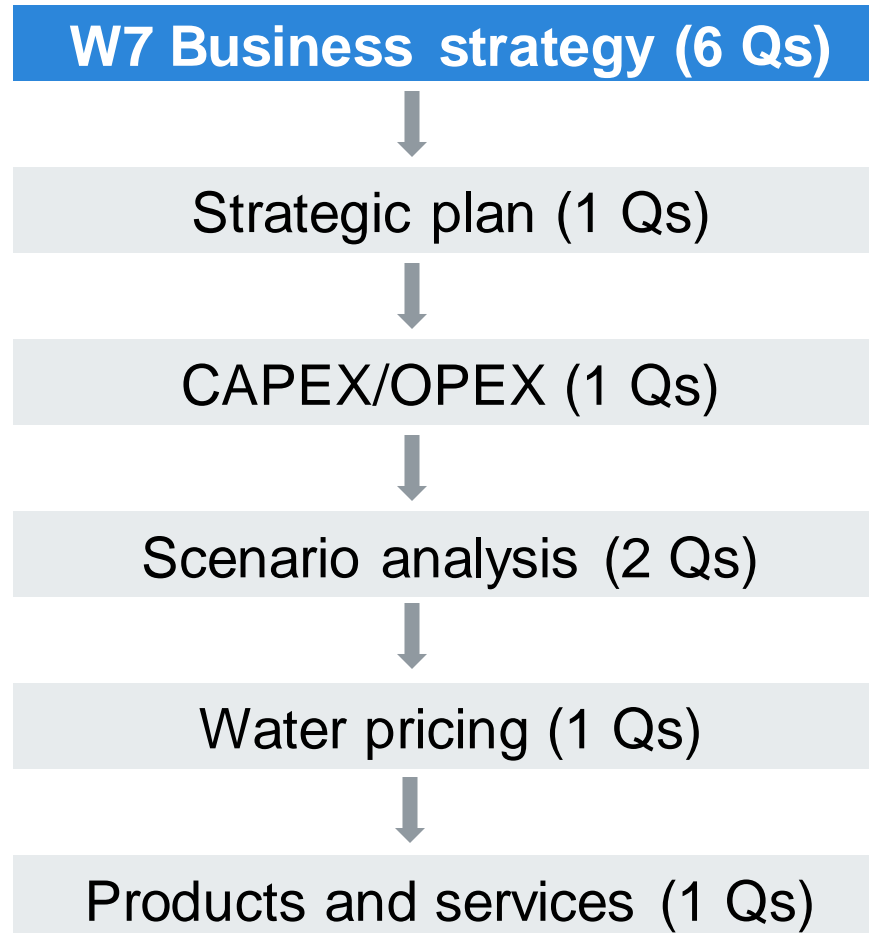 W7 Business strategy (6 Qs)
Strategic plan (1 Qs)
CAPEX/OPEX (1 Qs)
Scenario analysis (2 Qs)
Water pricing (1 Qs)
Products and services (1 Qs)